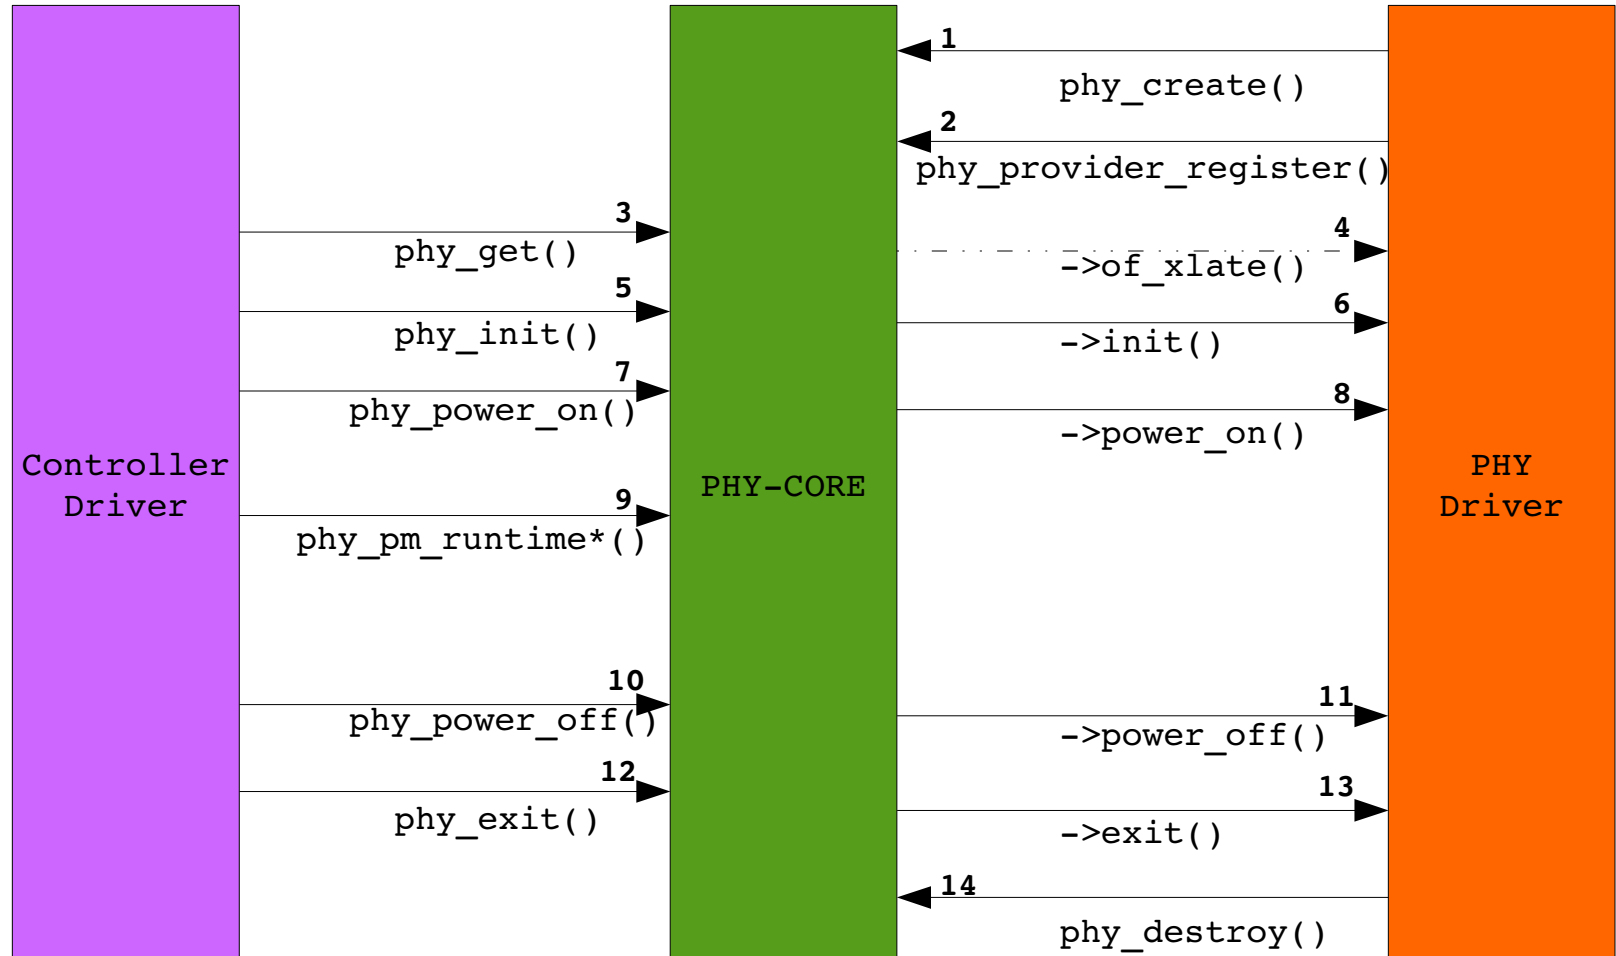 1
phy_create()
2
phy_provider_register()
3
phy_get()
4
->of_xlate()
5
phy_init()
6
->init()
7
phy_power_on()
8
->power_on()
Controller
Driver
PHY-CORE
PHY
Driver
9
phy_pm_runtime*()
10
phy_power_off()
11
->power_off()
12
phy_exit()
13
->exit()
14
phy_destroy()